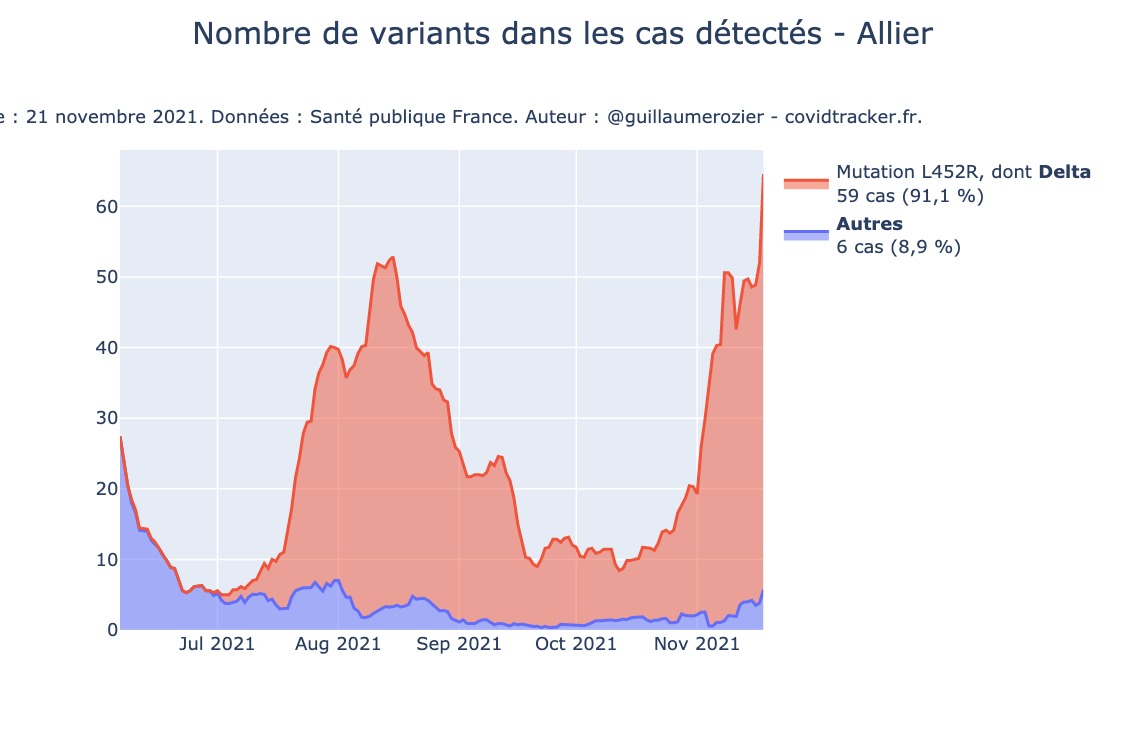 Nombre de variants dans les cas détectés - Allier
: 21 novembre 2021. Données : Santé publique France. Auteur : @guillaumerozier - covidtracker.fr.
Mutation L452R, dont Delta
59 cas (91,1 %)
Autres
6 cas (8,9 %)
60
50
40
30
20
10
0
Jul 2021 Aug 2021 Sep 2021 Oct 2021 Nov 2021